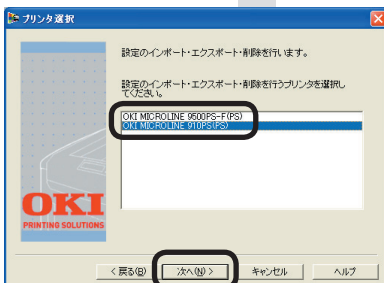 プリンタ選択
設定のインポート・エクスポート・削除を行います。
設定のインポート・エクスポート・削除を行うプリンタを選択し
てください。
OKI MICROLINE 9500PS-F(PS)
OKI MICROLINE 910PS(PS)
OKI
PRINTING SOLUTIONS
< 戻る(B)
次へ(N) >
キャンセル
ヘルプ